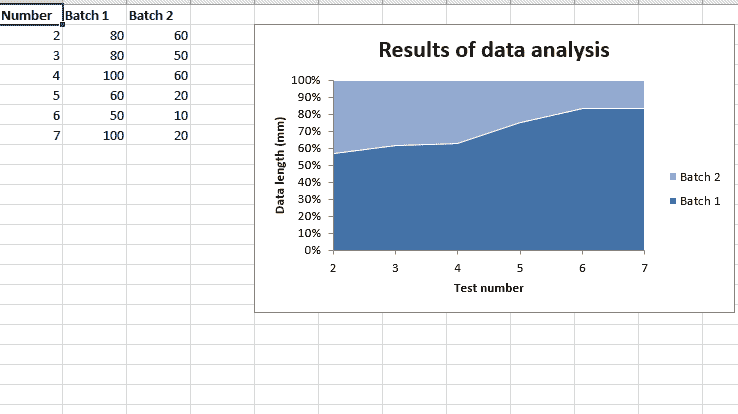 Number Batch 1 Batch 2
2 80 60
3 80 50
4 100 60
5 60 20
6 50 10
7 100 20
Results of data analysis
Data length (mm)
100%
90%
80%
70%
60%
50%
40%
30%
20%
10%
0%
2 3 4 5 6 7
Test number
Batch 2
Batch 1